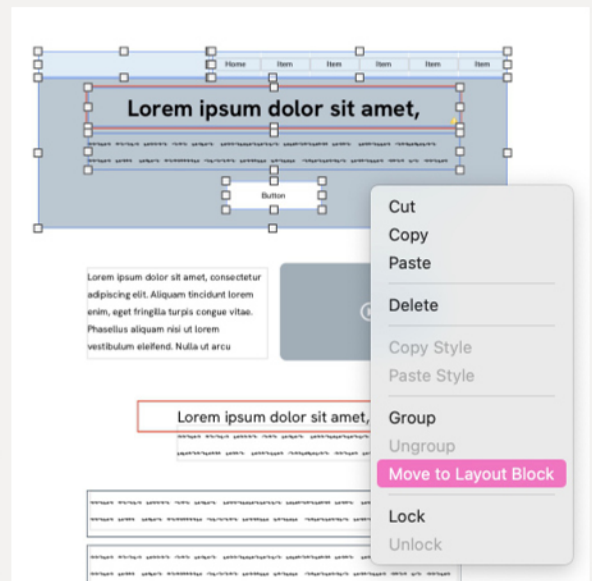 Home Item Item Item Item Item
Lorem ipsum dolor sit amet,
Button
Lorem ipsum dolor sit amet, consectetur
adipiscing elit. Aliquam tincidunt lorem
enim, eget fringilla turpis congue vitae.
Phasellus aliquam nisi ut lorem
vestibulum eleifend. Nulla ut arcu
Lorem ipsum dolor sit amet,
Cut
Copy
Paste
Delete
Copy Style
Paste Style
Group
Ungroup
Move to Layout Block
Lock
Unlock